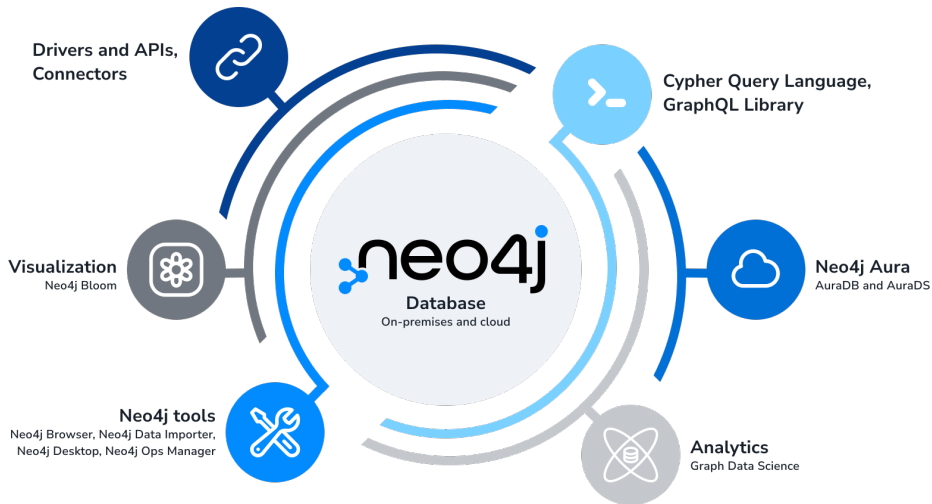 Drivers and APIs,
Connectors
Cypher Query Language,
GraphQL Library
Visualization
Neo4j Bloom
neo4j
Database
On-premises and cloud
Neo4j Aura
AuraDB and AuraDS
Neo4j tools
Neo4j Browser, Neo4j Data Importer,
Neo4j Desktop, Neo4j Ops Manager
Analytics
Graph Data Science